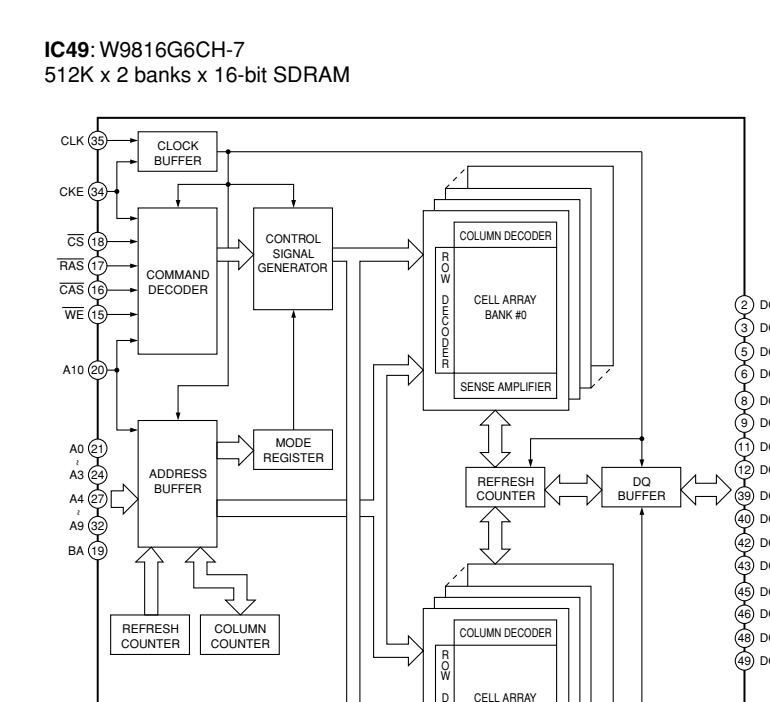 IC49: W9816G6CH-7
512K x 2 banks x 16-bit SDRAM
CLK 35
CLOCK
BUFFER
CKE 34
CS 18
RAS 17
CAS 16
WE 15
COMMAND
DECODER
CONTROL
SIGNAL
GENERATOR
A10 20
COLUMN DECODER
ROW DECODER
CELL ARRAY
BANK #0
SENSE AMPLIFIER
A0 21
~
A3 24
A4 27
~
A9 32
BA 19
ADDRESS
BUFFER
MODE
REGISTER
REFRESH
COUNTER
DQ
BUFFER
REFRESH
COUNTER
COLUMN
COUNTER
COLUMN DECODER
ROW D
CELL ARRAY
2
3
5
6
8
9
11
12
39
40
42
43
45
46
48
49